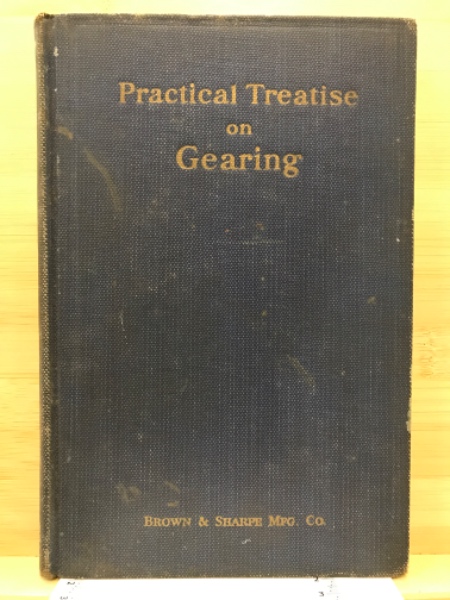 Practical Treatise
on
Gearing
BROWN & SHARPE MFG. CO.